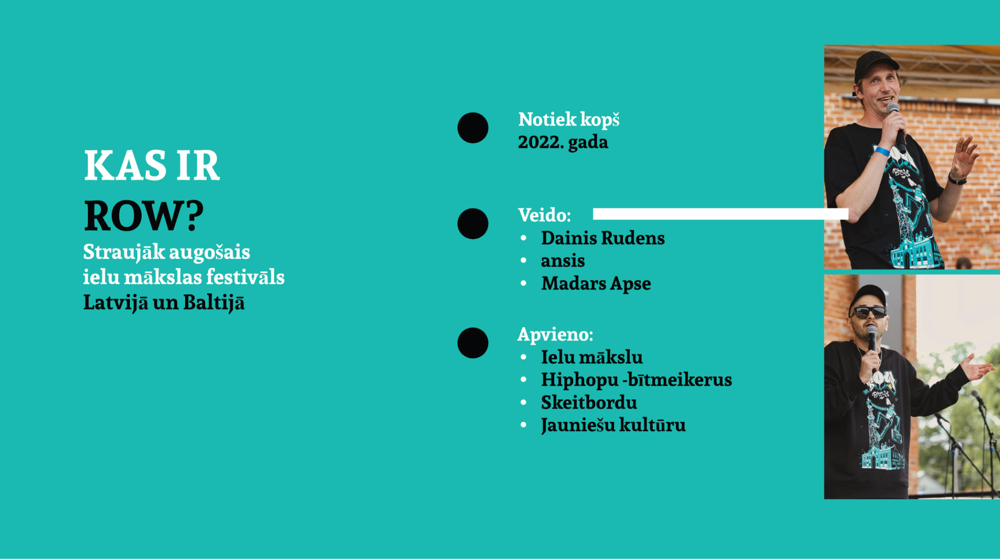 KAS IR
ROW?
Straujāk augošais
ielu mākslas festivāls
Latvijā un Baltijā
Notiek kopš
2022. gada
Veido:
• Dainis Rudens
• ansis
• Madars Apse
Apvieno:
• Ielu mākslu
• Hiphopu -bītmeikerus
• Skeitbordu
• Jauniešu kultūru